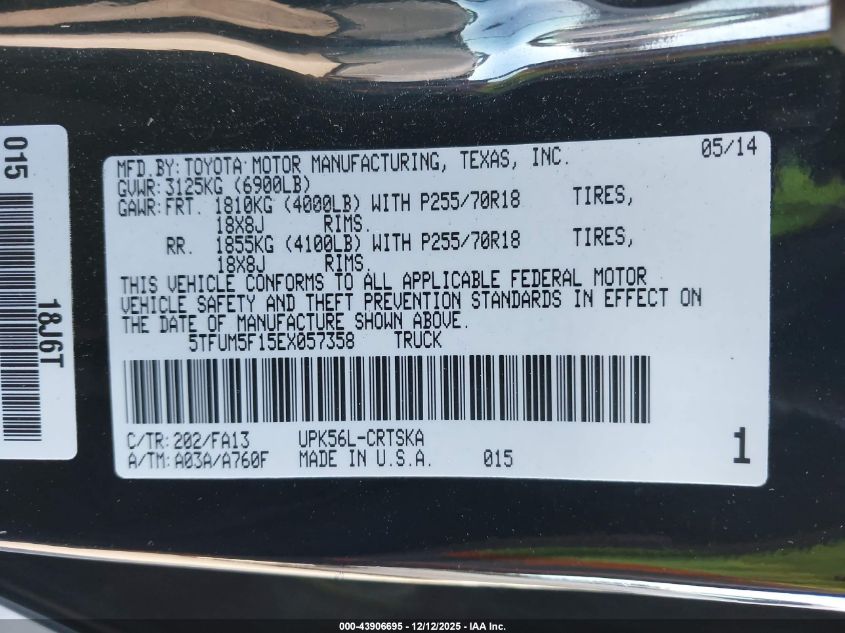 015
18J6T
MFD.BY: TOYOTA MOTOR MANUFACTURING, TEXAS, INC. 05/14
GVWR: 3125KG (6900LB)
GAWR: FRT. 1810KG (4000LB) WITH P255/70R18 TIRES,
18X8J RIMS.
RR. 1855KG (4100LB) WITH P255/70R18 TIRES,
18X8J RIMS.
THIS VEHICLE CONFORMS TO ALL APPLICABLE FEDERAL MOTOR
VEHICLE SAFETY AND THEFT PREVENTION STANDARDS IN EFFECT ON
THE DATE OF MANUFACTURE SHOWN ABOVE.
5TFUM5F15EX057358 TRUCK
C/TR: 202/FA13 UPK56L-CRTSKA
A/TM: A03A/A760F MADE IN U.S.A. 015 1
000-43906695 - 12/12/2025 - IAA Inc.